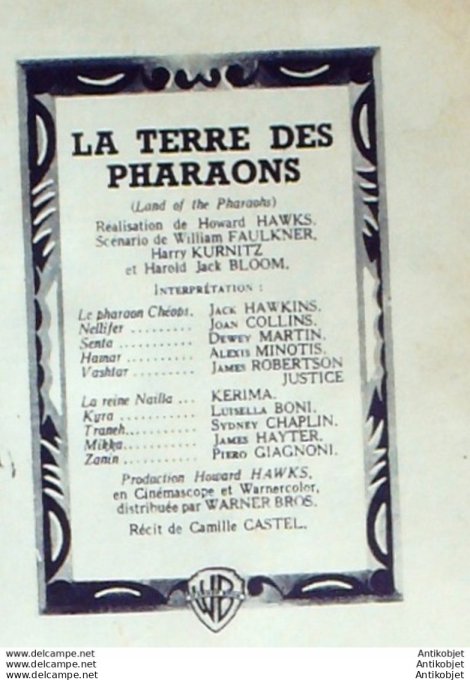 LA TERRE DES
PHARAONS
(Land of the Pharaohs)
Réalisation de Howard HAWKS.
Scénario de William FAULKNER,
Harry KURNITZ
et Harold Jack BLOOM.
INTERPRÉTATION :
Le pharaon Chéops. JACK HAWKINS.
Nellifer .......... JOAN COLLINS.
Senta ............ DEWEY MARTIN.
Hamar .......... ALEXIS MINOTIS.
Vashtar ......... JAMES ROBERTSON
JUSTICE
La reine Nailla ... KERIMA.
Kyra ............ LUISELLA BONI.
Traneh........... SYDNEY CHAPLIN.
Mikka........... JAMES HAYTER.
Zanin .......... PIERO GIAGNONI.
Production Howard HAWKS,
en Cinémascope et Warnercolor,
distribuée par WARNER BROS.
Récit de Camille CASTEL.
WB
www.delcampe.net
www.delcampe.net
Antikobjet
Antikobjet